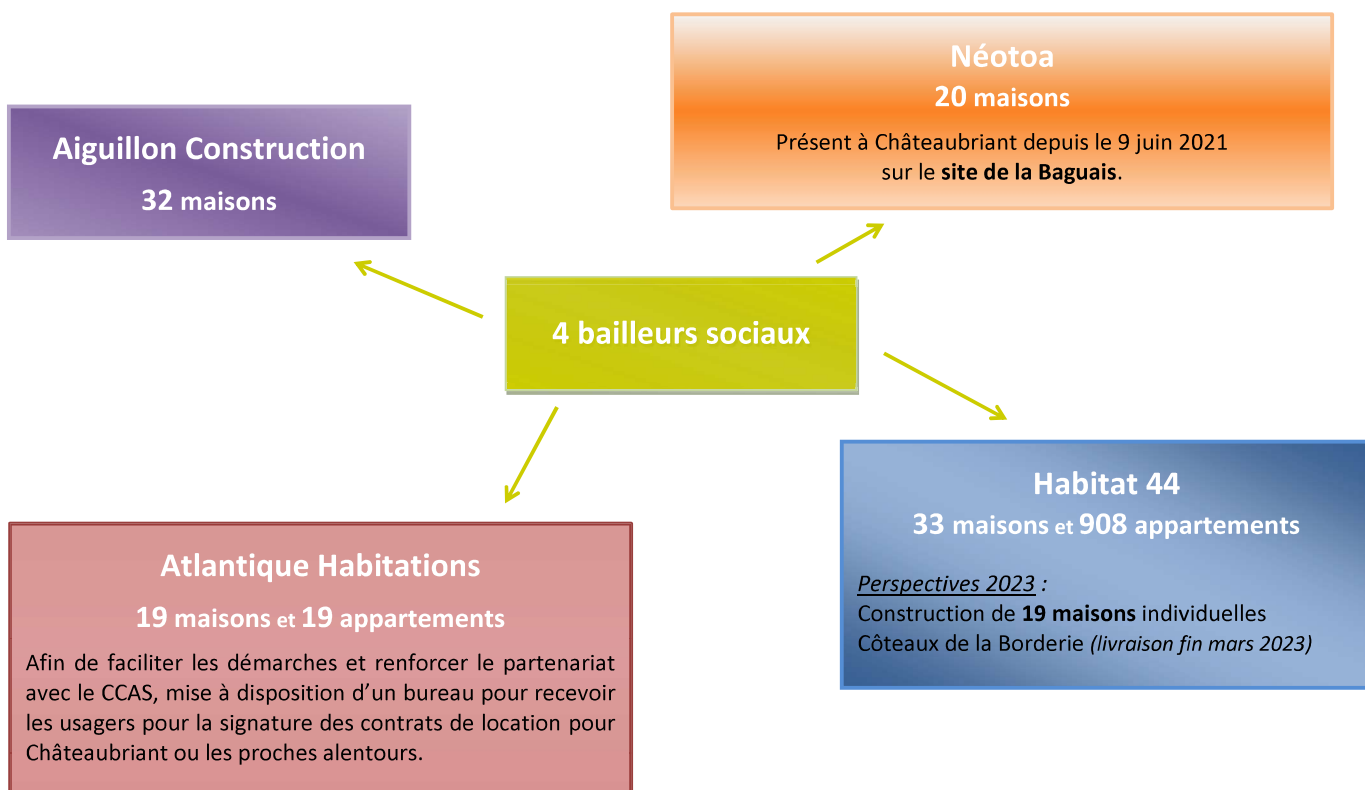 Néotoa
20 maisons
Présent à Châteaubriant depuis le 9 juin 2021
sur le site de la Baguais.
Aiguillon Construction
32 maisons
4 bailleurs sociaux
Habitat 44
33 maisons et 908 appartements
Perspectives 2023 :
Construction de 19 maisons individuelles
Côteaux de la Borderie (livraison fin mars 2023)
Atlantique Habitations
19 maisons et 19 appartements
Afin de faciliter les démarches et renforcer le partenariat
avec le CCAS, mise à disposition d’un bureau pour recevoir
les usagers pour la signature des contrats de location pour
Châteaubriant ou les proches alentours.